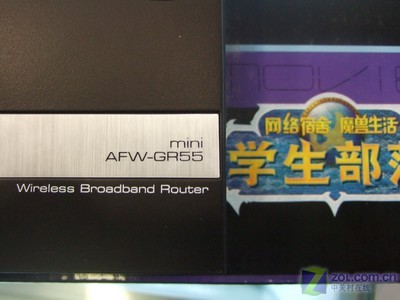 mini
AFW-GR55
Wireless Broadband Router
网络宿舍 魔兽生活
学生部落
zol.com.cn
中关村在线